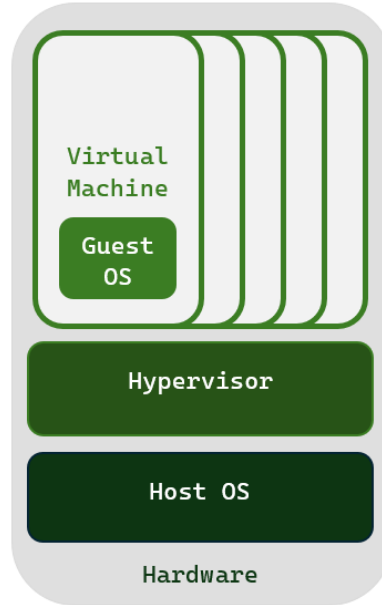 Virtual
Machine
Guest
OS
Hypervisor
Host OS
Hardware